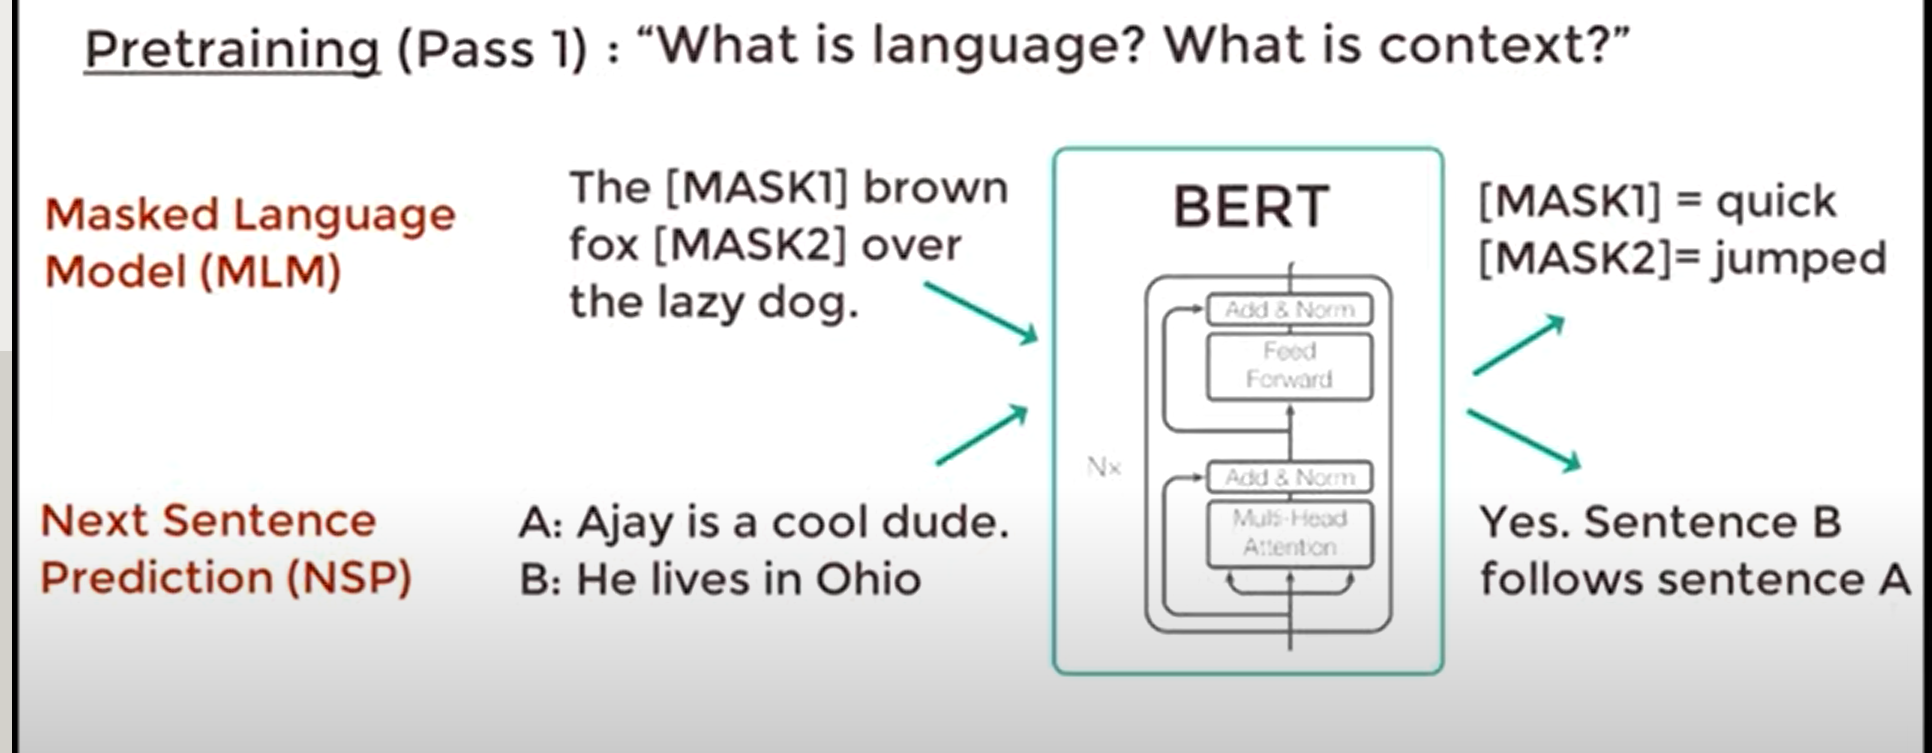 Pretraining (Pass 1) : “What is language? What is context?”
Masked Language
Model (MLM)
The [MASK1] brown
fox [MASK2] over
the lazy dog.
BERT
Add & Norm
Feed
Forward
Nx
Add & Norm
Multi-Head
Attention
[MASK1] = quick
[MASK2]= jumped
Next Sentence
Prediction (NSP)
A: Ajay is a cool dude.
B: He lives in Ohio
Yes. Sentence B
follows sentence A